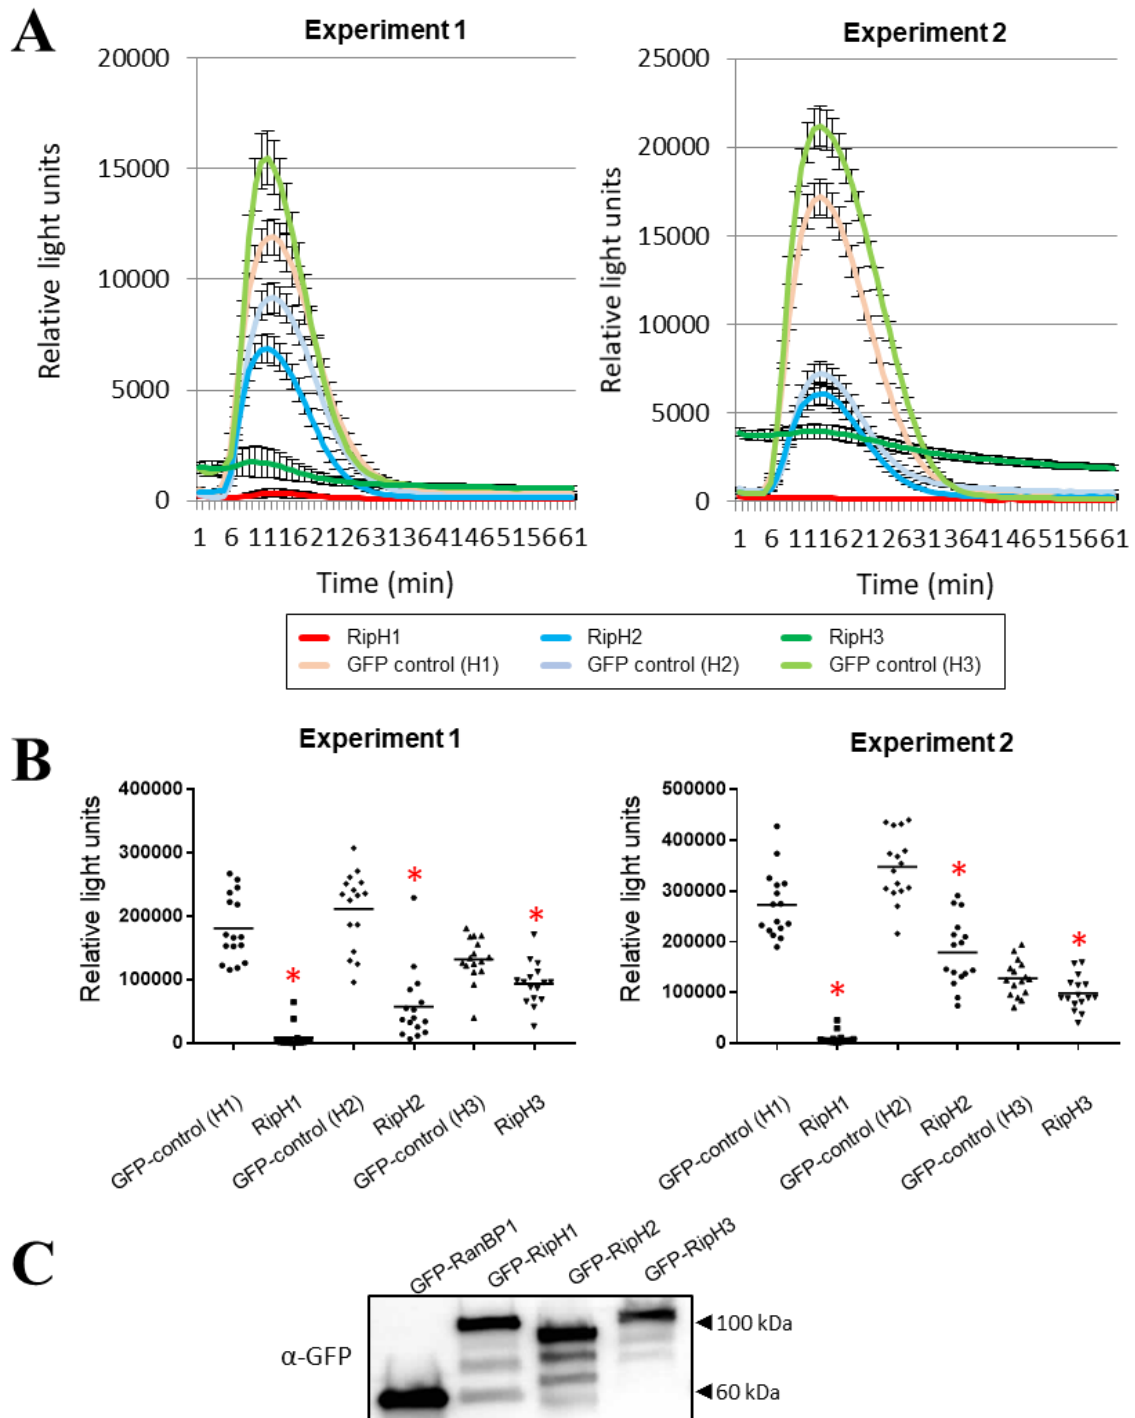 A
Experiment 1
Experiment 2
Relative light units
20000
15000
10000
5000
0
1 6 1116212631364146515661
Time (min)
Relative light units
25000
20000
15000
10000
5000
0
1 6 1116212631364146515661
Time (min)
RipH1 RipH2 RipH3
GFP control (H1) GFP control (H2) GFP control (H3)
B
Experiment 1
Experiment 2
Relative light units
400000
300000
200000
100000
0
*
*
*
GFP-control (H1)
RipH1
GFP-control (H2)
RipH2
GFP-control (H3)
RipH3
Relative light units
500000
400000
300000
200000
100000
0
*
*
*
GFP-control (H1)
RipH1
GFP-control (H2)
RipH2
GFP-control (H3)
RipH3
C
GFP-RanBP1
GFP-RipH1
GFP-RipH2
GFP-RipH3
α-GFP
◄100 kDa
◄60 kDa